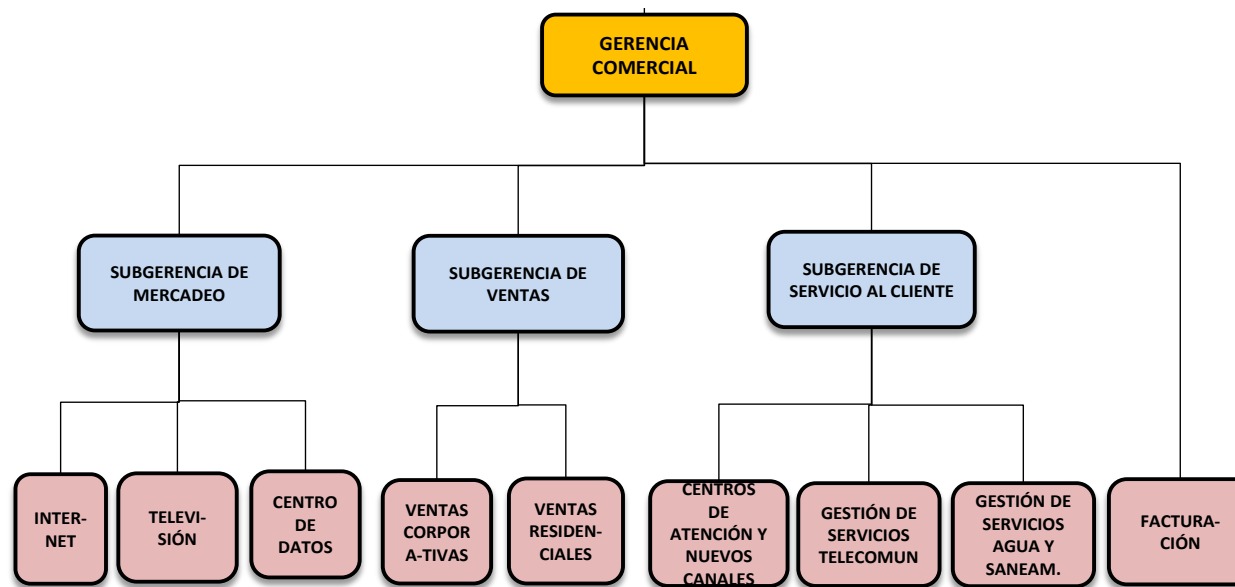 GERENCIA
COMERCIAL
SUBGERENCIA DE
MERCADEO
SUBGERENCIA DE
VENTAS
SUBGERENCIA DE
SERVICIO AL CLIENTE
INTER-
NET
TELEVI-
SIÓN
CENTRO
DE
DATOS
VENTAS
CORPOR
A-TIVAS
VENTAS
RESIDEN-
CIALES
CENTROS
DE
ATENCIÓN Y
NUEVOS
CANALES
GESTIÓN DE
SERVICIOS
TELECOMUN
GESTIÓN DE
SERVICIOS
AGUA Y
SANEAM.
FACTURA-
CIÓN